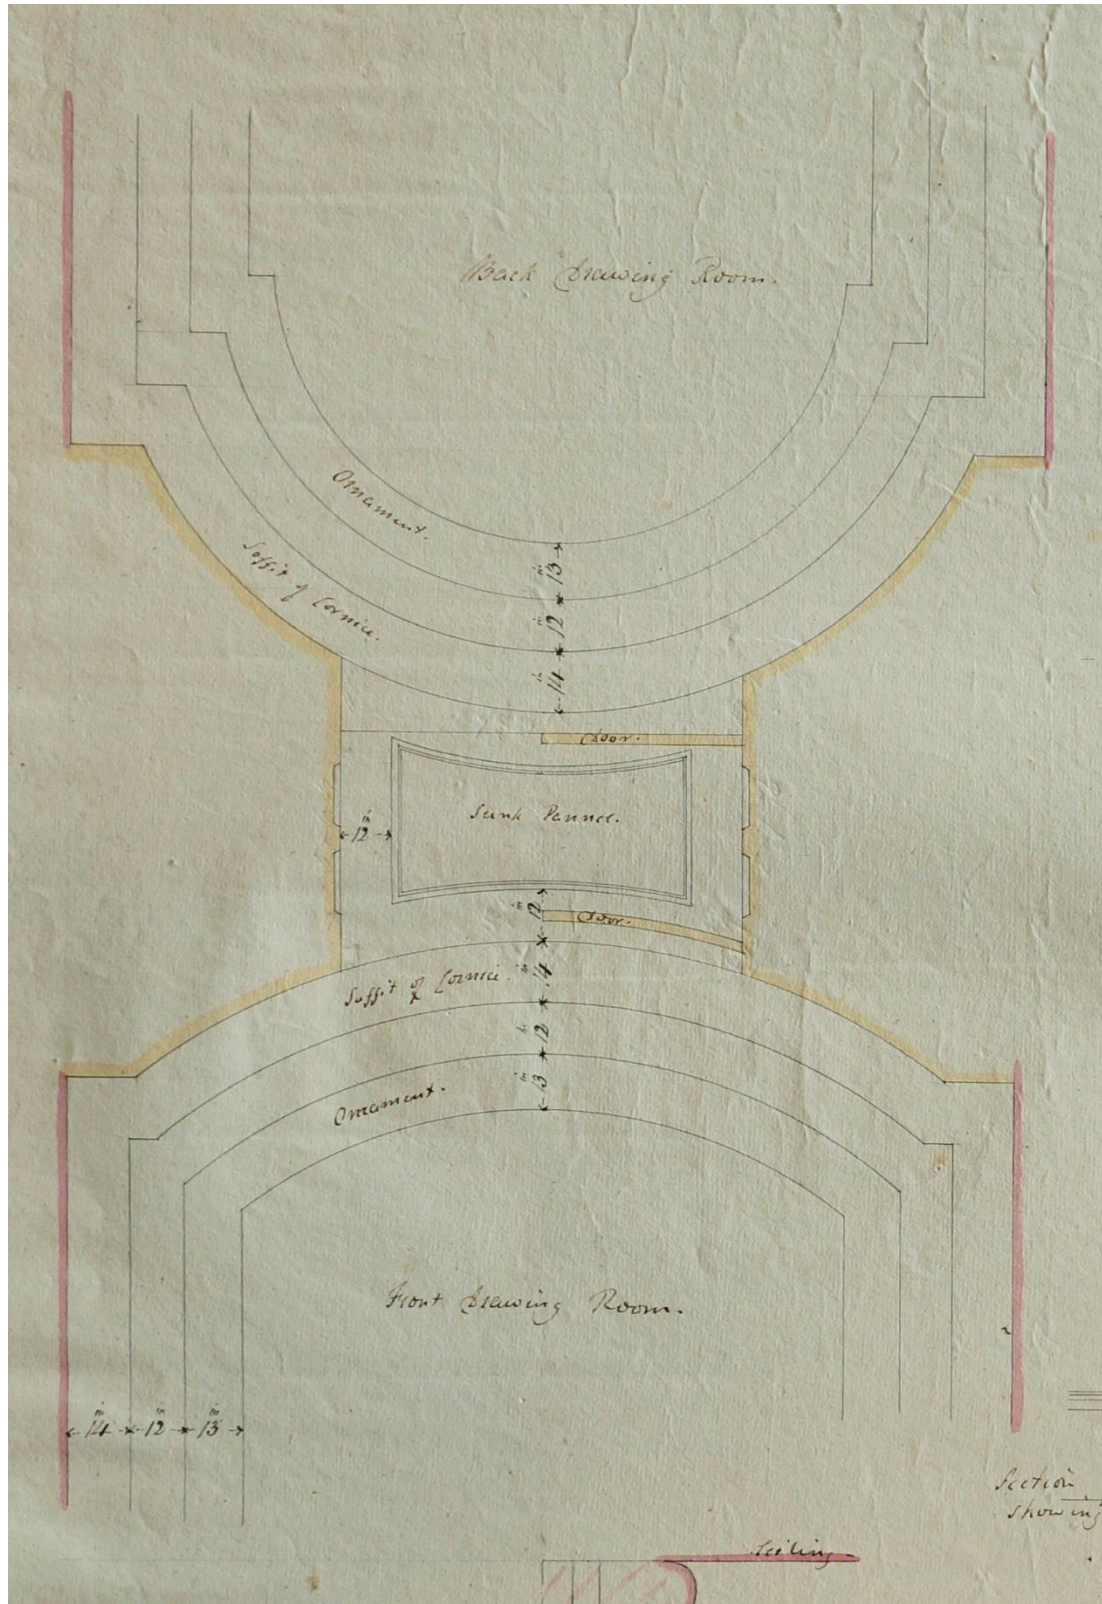 Back Drawing Room.
Ornament.
Soffit of Cornice.
in 13
in 12
in 14
Door.
Sunk Pannel.
in 12
in 12
Door.
Soffit of Cornice.
in 14
in 12
in 13
Ornament.
Front Drawing Room.
in 14 in 12 in 13
Section
showing
Ceiling